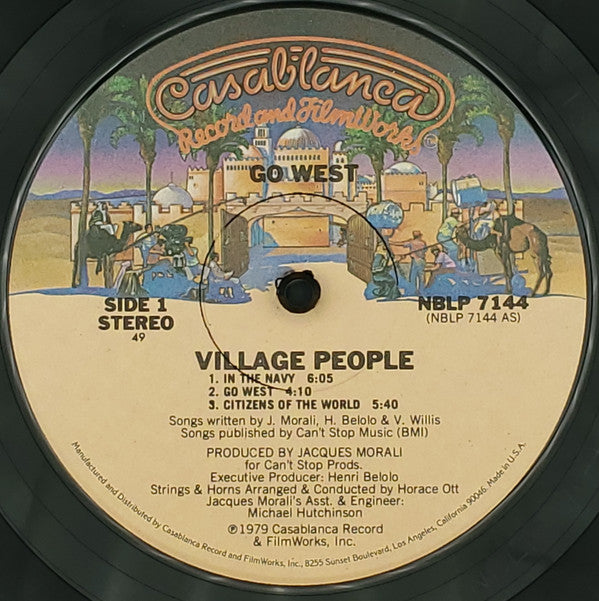 Casablanca
Record and FilmWorks
GO WEST
SIDE 1
STEREO
49
NBLP 7144
(NBLP 7144 AS)
VILLAGE PEOPLE
1. IN THE NAVY 6:05
2. GO WEST 4:10
3. CITIZENS OF THE WORLD 5:40
Songs written by J. Morali, H. Belolo & V. Willis
Songs published by Can't Stop Music (BMI)
PRODUCED BY JACQUES MORALI
for Can't Stop Prods.
Executive Producer: Henri Belolo
Strings & Horns Arranged & Conducted by Horace Ott
Jacques Morali's Asst. & Engineer:
Michael Hutchinson
℗1979 Casablanca Record
& FilmWorks, Inc.
Manufactured and Distributed by Casablanca Record and FilmWorks, Inc., 8255 Sunset Boulevard, Los Angeles, California 90046. Made in U.S.A.